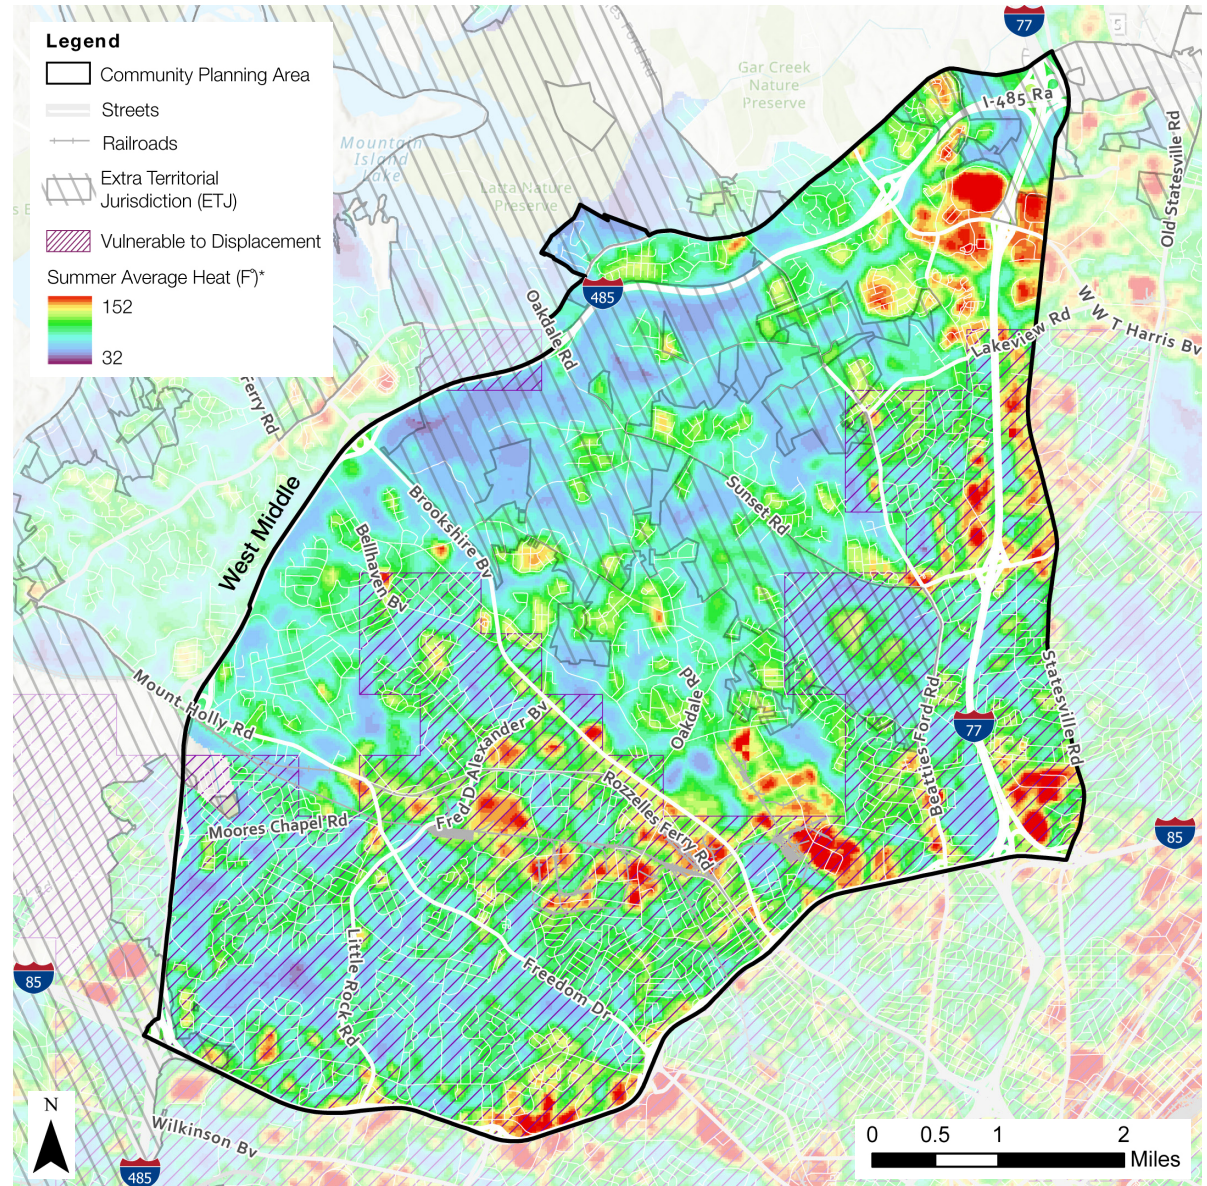 Legend
Community Planning Area
Streets
Railroads
Extra Territorial
Jurisdiction (ETJ)
Vulnerable to Displacement
Summer Average Heat (F°)*
152
32
77
Gar Creek
Nature
Preserve
Mountain
Island
Lake
atta Nature
Preserve
I-485 Ra
Old Statesville Rd
485
Oakdale Rd
W W T Harris Bv
Lakeview Rd
Ferry Rd
West Middle
Brookshire Bv
Sunset Rd
Bellhaven Bv
Mount Holly Rd
Oakdale Rd
Beatties Ford Rd
Statesville Rd
77
Fred D Alexander Bv
Rozzelles Ferry Rd
Moores Chapel Rd
85
Little Rock Rd
Freedom Dr
85
N
Wilkinson Bv
485
0 0.5 1 2
Miles